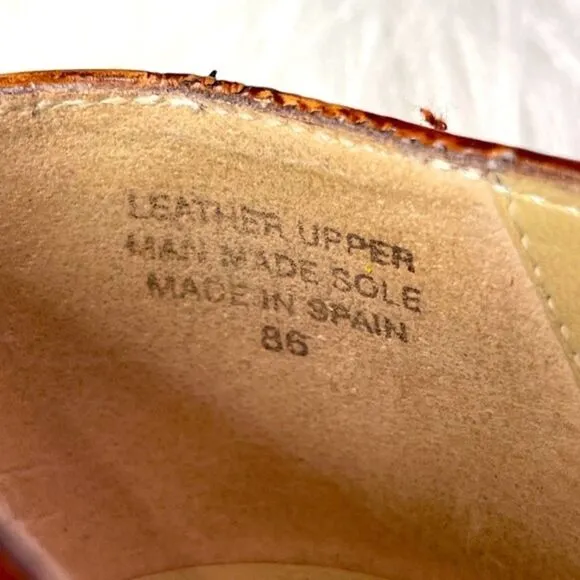 LEATHER UPPER
MAN MADE SOLE
MADE IN SPAIN
86